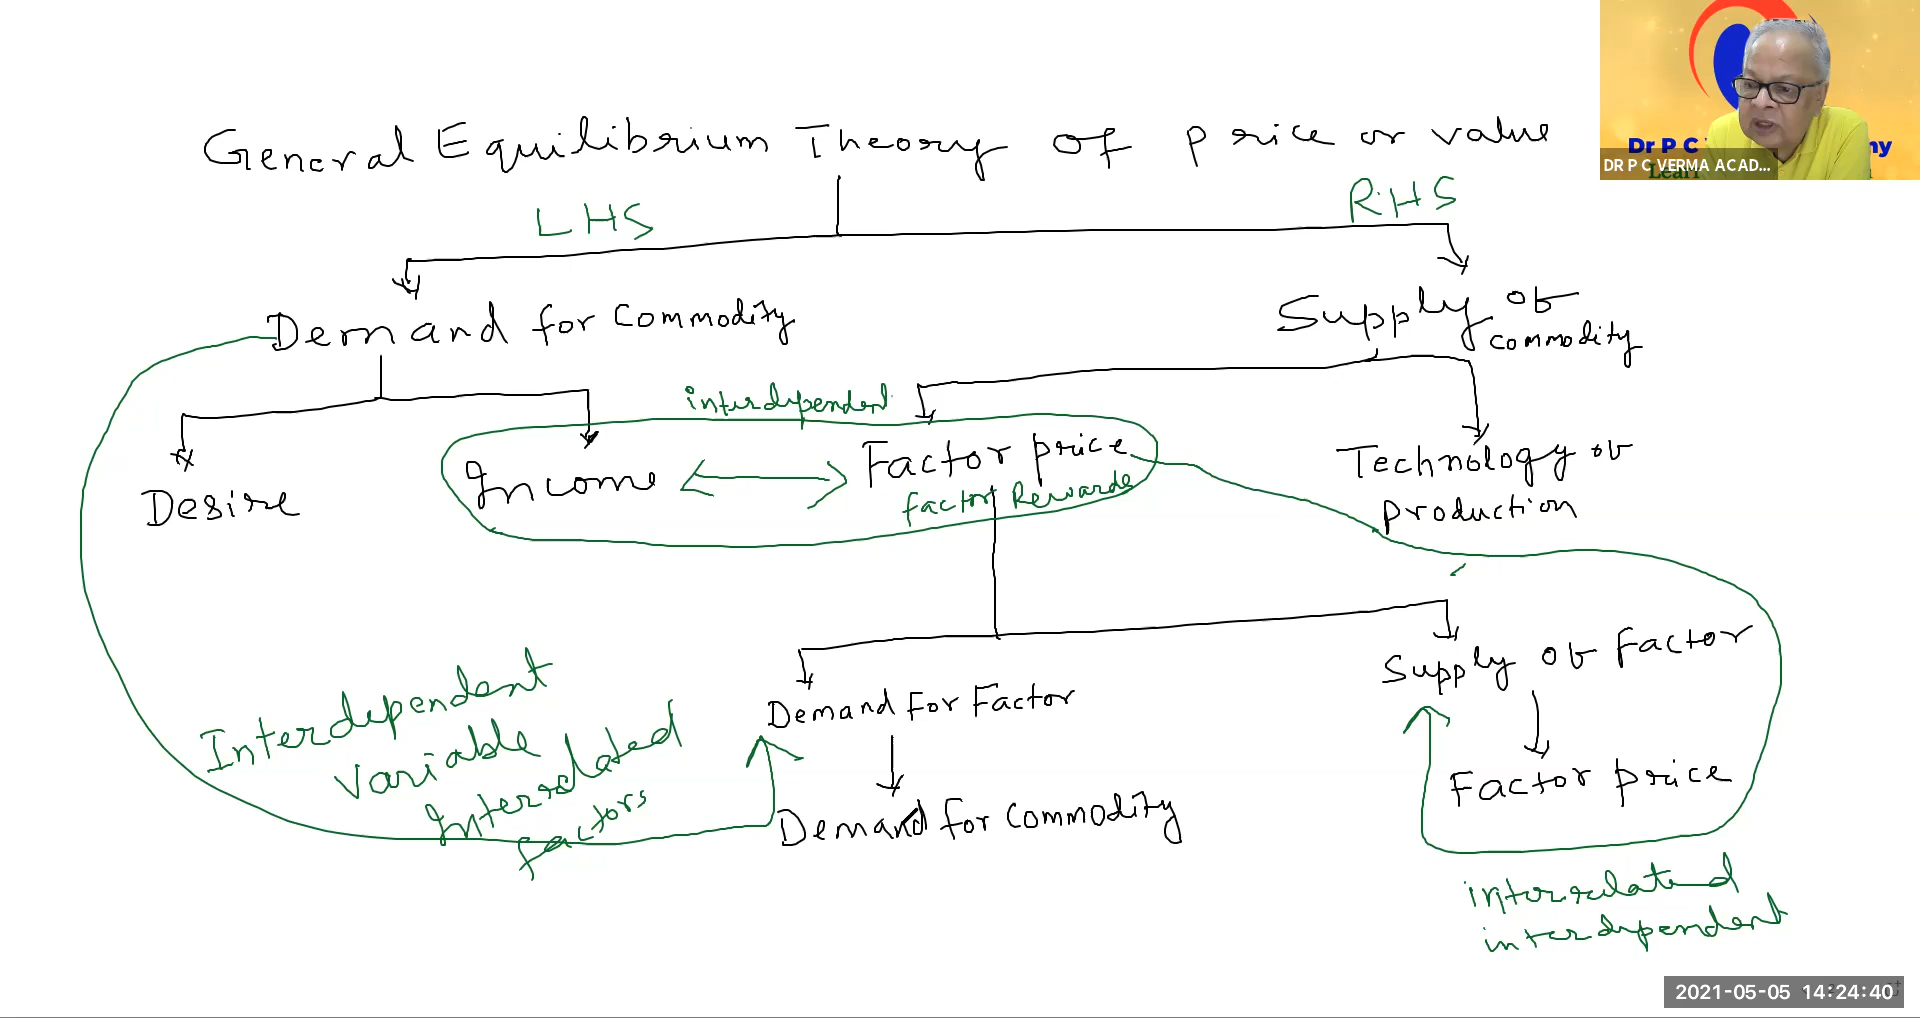 General Equilibrium Theory of price or value
Dr P C
ny
DR P C VERMA ACAD...
LHS
RHS
Demand for commodity
Supply of
commodity
interdependent
Income
Factor price
factor Rewards
Technology of
production
Desire
Supply of factor
Demand For Factor
Factor price
Demand for commodity
Interdependent
variable
Interrelated
factors
interrelated
interdependent
2021-05-05 14:24:40